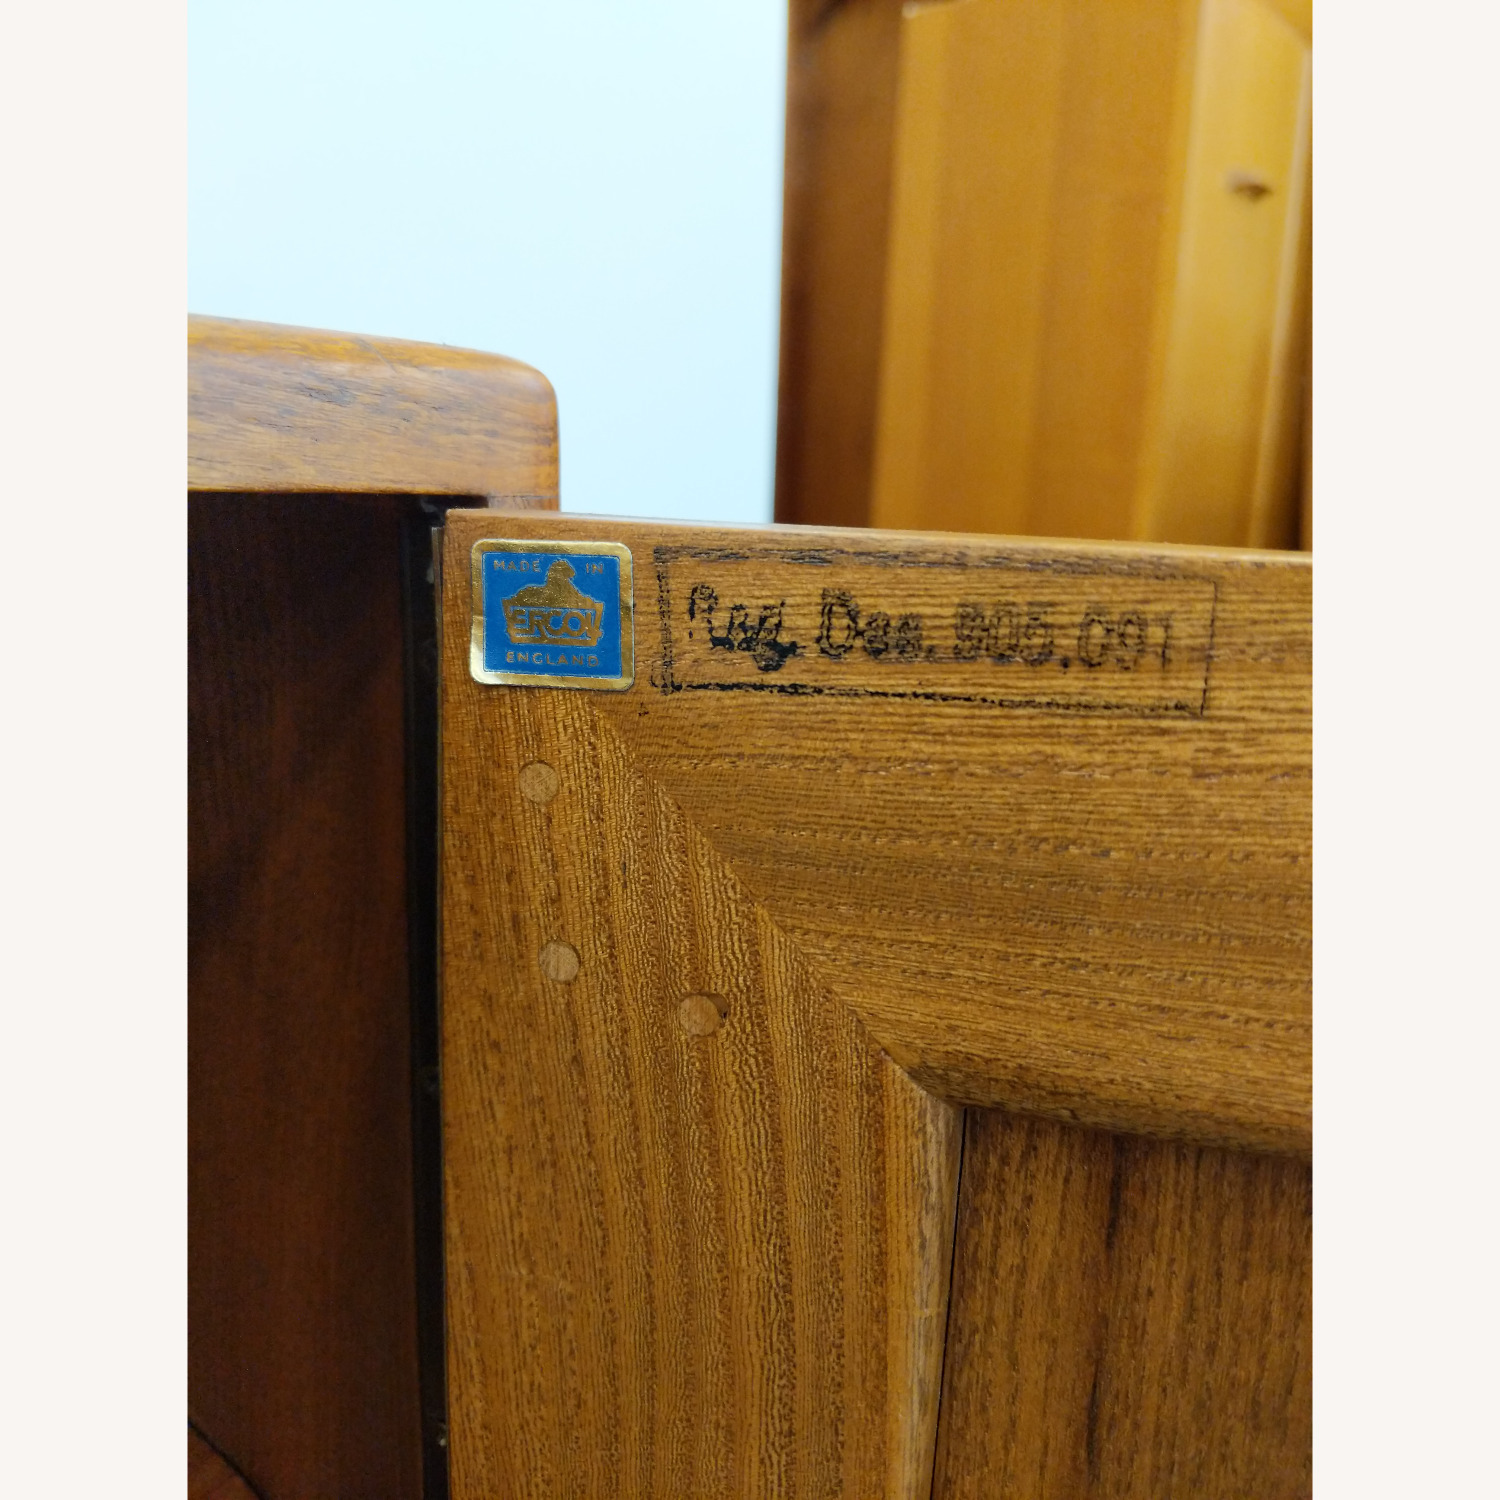 MADE IN
ERCOL
ENGLAND
Reg. Des. 905,091